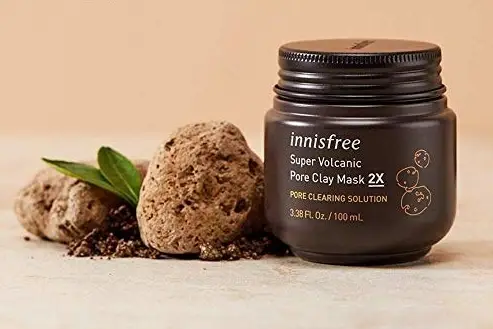 innisfree
Super Volcanic
Pore Clay Mask 2X
PORE CLEARING SOLUTION
3.38 Fl. Oz. / 100 mL